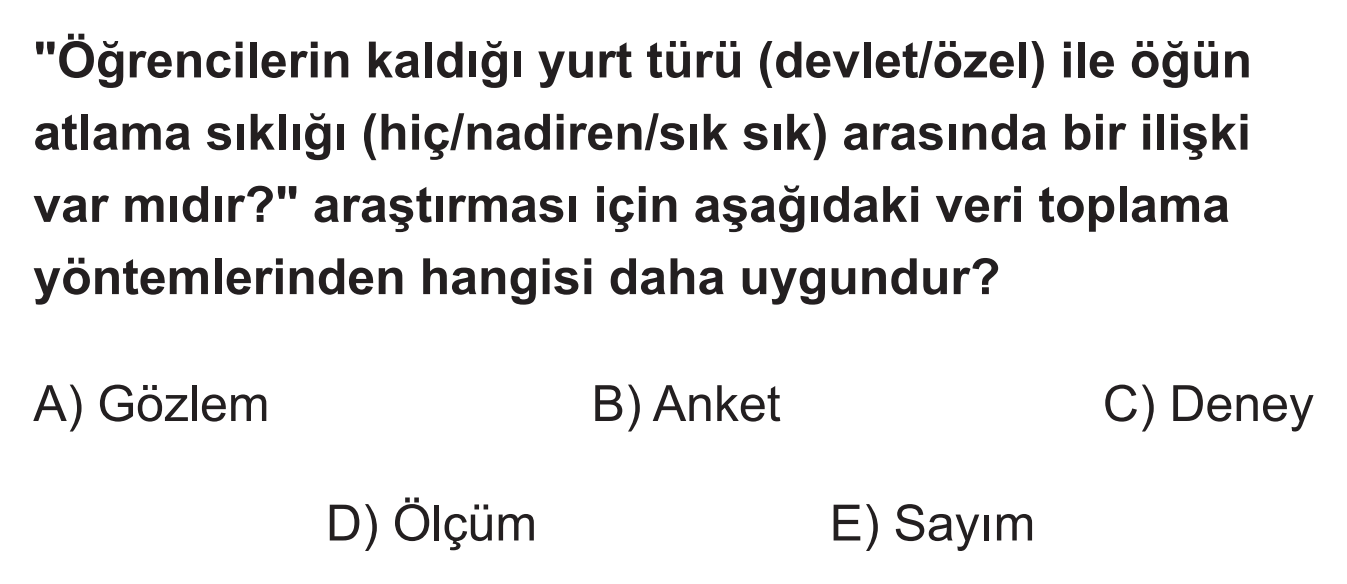 "Öğrencilerin kaldığı yurt türü (devlet/özel) ile öğün
atlama sıklığı (hiç/nadiren/sık sık) arasında bir ilişki
var mıdır?" araştırması için aşağıdaki veri toplama
yöntemlerinden hangisi daha uygundur?
A) Gözlem B) Anket C) Deney
D) Ölçüm E) Sayım